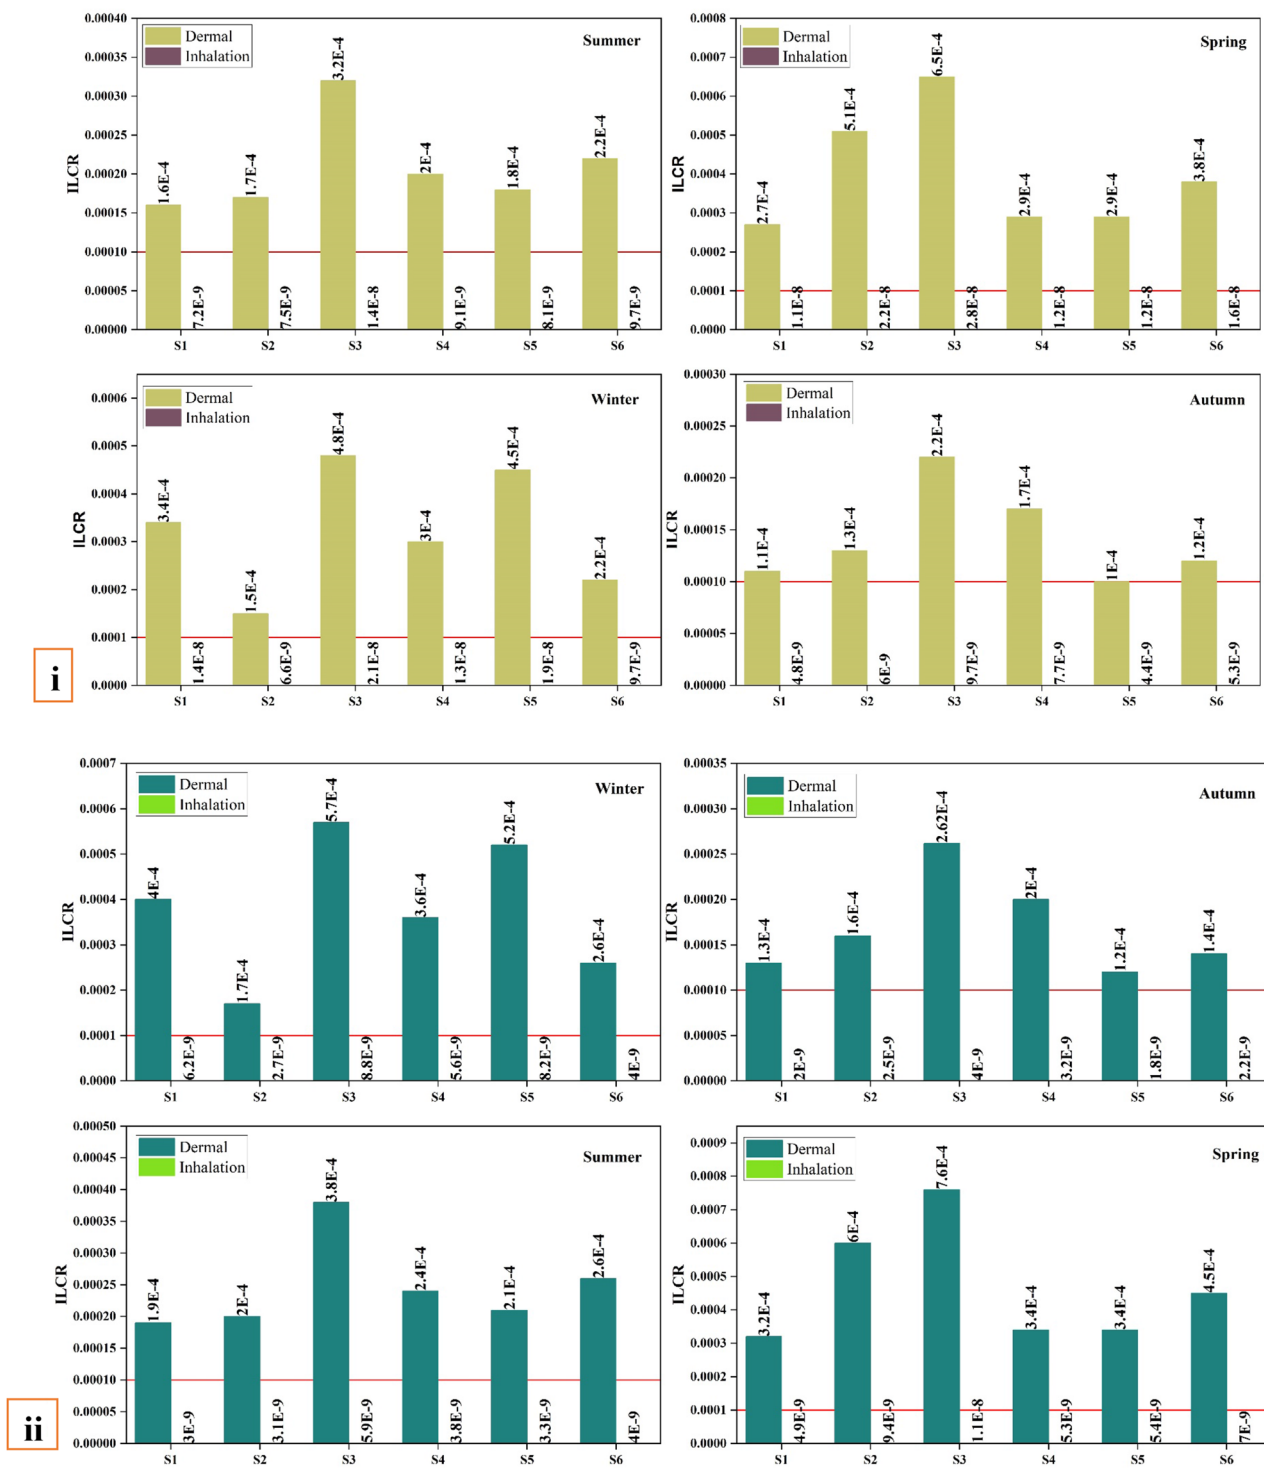 Summer
Dermal
Inhalation
ILCR
0.00040
0.00035
0.00030
0.00025
0.00020
0.00015
0.00010
0.00005
0.00000
1.6E-4
7.2E-9
1.7E-4
7.5E-9
3.2E-4
1.4E-8
2E-4
9.1E-9
1.8E-4
8.1E-9
2.2E-4
9.7E-9
S1 S2 S3 S4 S5 S6
Spring
Dermal
Inhalation
ILCR
0.0008
0.0007
0.0006
0.0005
0.0004
0.0003
0.0002
0.0001
0.0000
2.7E-4
1.1E-8
5.1E-4
2.2E-8
6.5E-4
2.8E-8
2.9E-4
1.2E-8
2.9E-4
1.2E-8
3.8E-4
1.6E-8
S1 S2 S3 S4 S5 S6
Winter
Dermal
Inhalation
ILCR
0.0006
0.0005
0.0004
0.0003
0.0002
0.0001
0.0000
3.4E-4
1.4E-8
1.5E-4
6.6E-9
4.8E-4
2.1E-8
3E-4
1.3E-8
4.5E-4
1.9E-8
2.2E-4
9.7E-9
S1 S2 S3 S4 S5 S6
Autumn
Dermal
Inhalation
ILCR
0.00030
0.00025
0.00020
0.00015
0.00010
0.00005
0.00000
1.1E-4
4.8E-9
1.3E-4
6E-9
2.2E-4
9.7E-9
1.7E-4
7.7E-9
1E-4
4.4E-9
1.2E-4
5.3E-9
S1 S2 S3 S4 S5 S6
i
Winter
Dermal
Inhalation
ILCR
0.0007
0.0006
0.0005
0.0004
0.0003
0.0002
0.0001
0.0000
4E-4
6.2E-9
1.7E-4
2.7E-9
5.7E-4
8.8E-9
3.6E-4
5.6E-9
5.2E-4
8.2E-9
2.6E-4
4E-9
S1 S2 S3 S4 S5 S6
Autumn
Dermal
Inhalation
ILCR
0.00035
0.00030
0.00025
0.00020
0.00015
0.00010
0.00005
0.00000
1.3E-4
2E-9
1.6E-4
2.5E-9
2.62E-4
4E-9
2E-4
3.2E-9
1.2E-4
1.8E-9
1.4E-4
2.2E-9
S1 S2 S3 S4 S5 S6
Summer
Dermal
Inhalation
ILCR
0.00050
0.00045
0.00040
0.00035
0.00030
0.00025
0.00020
0.00015
0.00010
0.00005
0.00000
1.9E-4
3E-9
2E-4
3.1E-9
3.8E-4
5.9E-9
2.4E-4
3.8E-9
2.1E-4
3.3E-9
2.6E-4
4E-9
S1 S2 S3 S4 S5 S6
Spring
Dermal
Inhalation
ILCR
0.0009
0.0008
0.0007
0.0006
0.0005
0.0004
0.0003
0.0002
0.0001
0.0000
3.2E-4
4.9E-9
6E-4
9.4E-9
7.6E-4
1.1E-8
3.4E-4
5.3E-9
3.4E-4
5.4E-9
4.5E-4
7E-9
S1 S2 S3 S4 S5 S6
ii